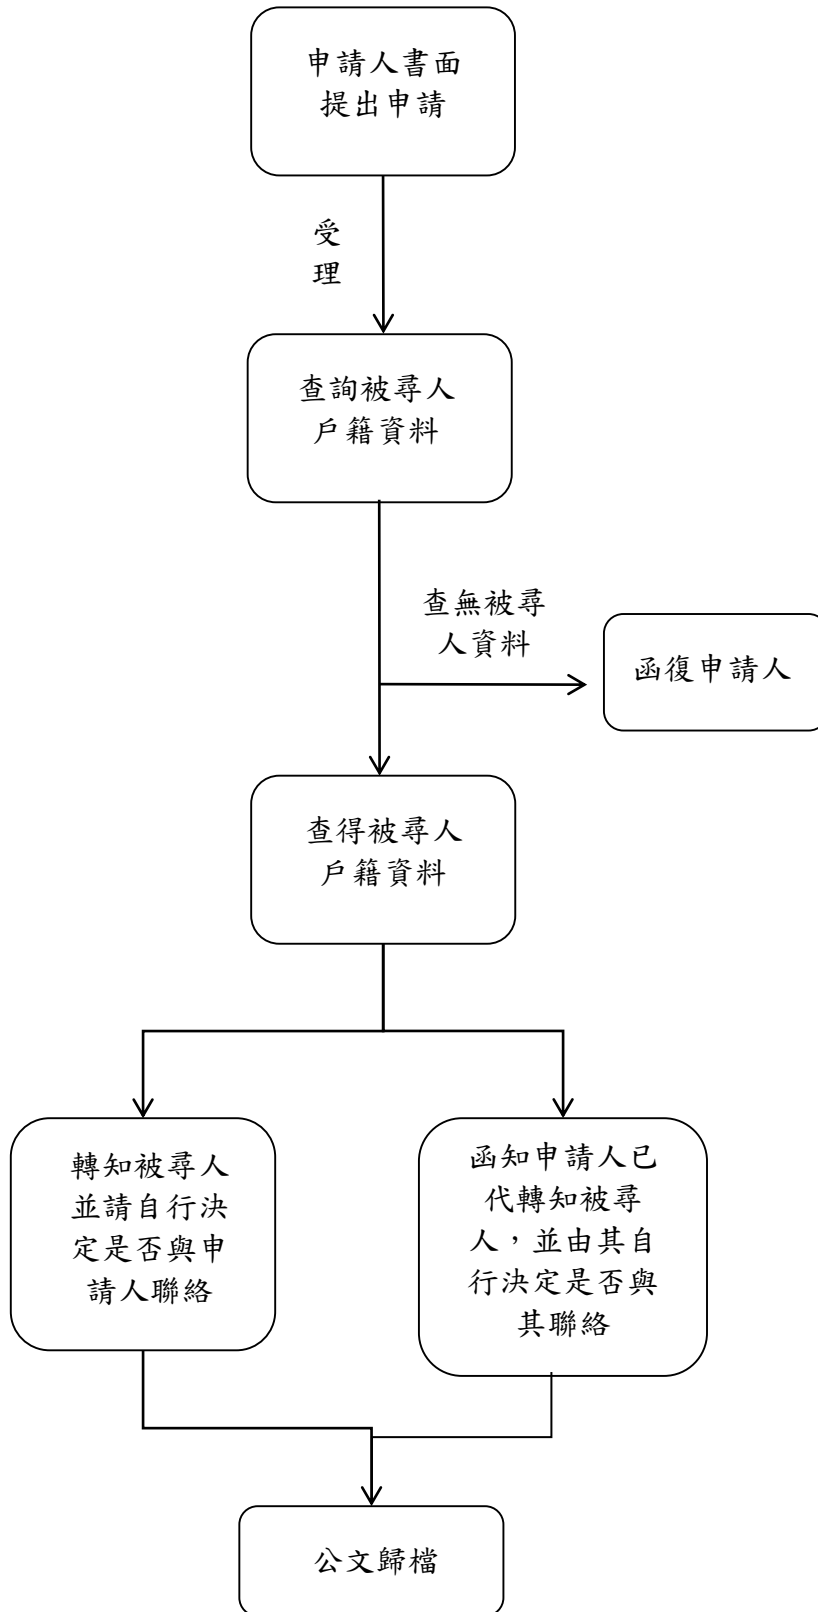 申請人書面
提出申請
受
理
查詢被尋人
戶籍資料
查無被尋
人資料
函復申請人
查得被尋人
戶籍資料
轉知被尋人
並請自行決
定是否與申
請人聯絡
函知申請人已
代轉知被尋
人，並由其自
行決定是否與
其聯絡
公文歸檔